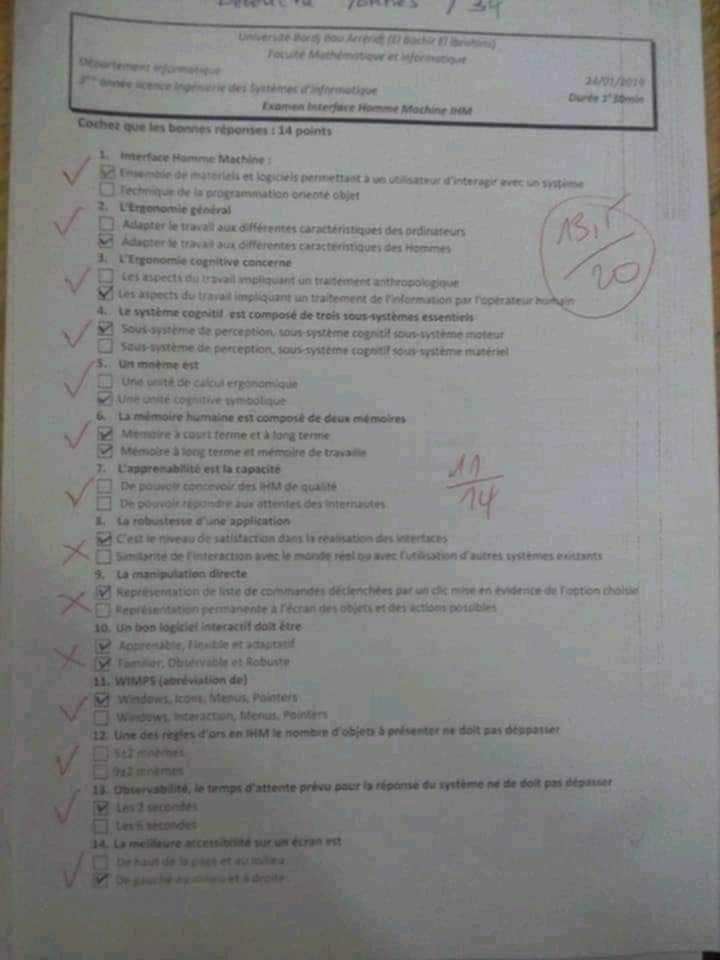 / 34
Université Bordj Bou Arréridj (El Bachir El Ibrahimi)
Faculté Mathématique et informatique
Département informatique
24/01/2019
3ème année licence Ingénierie des Systèmes d'informatique
Durée 1°30min
Examen Interface Homme Machine IHM
Cochez que les bonnes réponses : 14 points
1. Interface Homme Machine :
Ensemble de materiels et logiciels permettant à un utilisateur d'interagir avec un système
Technique de la programmation orienté objet
2. L'Ergonomie général
Adapter le travail aux différentes caractéristiques des ordinateurs
Adapter le travail aux différentes caractéristiques des Hommes
13,5
20
3. L'Ergonomie cognitive concerne
Les aspects du travail impliquant un traitement anthropologique
Les aspects du travail impliquant un traitement de l'information par l'opérateur humain
4. Le système cognitif est composé de trois sous-systèmes essentiels
Sous-système de perception, sous-système cognitif sous-système moteur
Sous-système de perception, sous-système cognitif sous-système matériel
5. Un mnème est
Une unité de calcul ergonomique
Une unité cognitive symbolique
6. La mémoire humaine est composé de deux mémoires
Mémoire à court terme et à long terme
Mémoire à long terme et mémoire de travaille
7. L'apprenabilité est la capacité
De pouvoir concevoir des IHM de qualité
De pouvoir répondre aux attentes des internautes
11
14
8. La robustesse d'une application
C'est le niveau de satisfaction dans la réalisation des interfaces
Similarité de l'interaction avec le monde réel ou avec l'utilisation d'autres systèmes existants
9. La manipulation directe
Représentation de liste de commandes déclenchées par un clic mise en évidence de l'option choisie
Représentation permanente à l'écran des objets et des actions possibles
10. Un bon logiciel interactif doit être
Apprenable, Flexible et adaptatif
Familier, Observable et Robuste
11. WIMPS (abréviation de)
Windows, Icons, Menus, Pointers
Windows, Interaction, Menus, Pointers
12. Une des règles d'ors en IHM le nombre d'objets à présenter ne doit pas déppasser
5±2 mnèmes
9±2 mnèmes
13. Observabilité, le temps d'attente prévu pour la réponse du système ne de doit pas dépasser
Les 2 secondes
Les 6 secondes
14. La meilleure accessibilité sur un écran est
De haut de la page et au milieu
De gauche au milieu et à droite